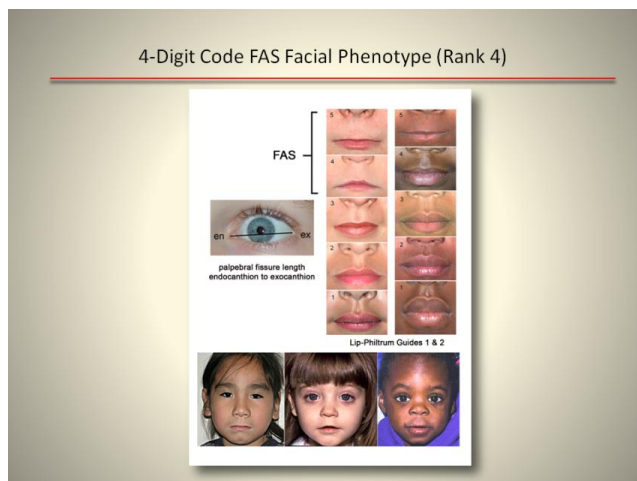 4-Digit Code FAS Facial Phenotype (Rank 4)
FAS
5
4
3
2
1
5
4
3
2
1
en
ex
palpebral fissure length
endocanthion to exocanthion
Lip-Philtrum Guides 1 & 2